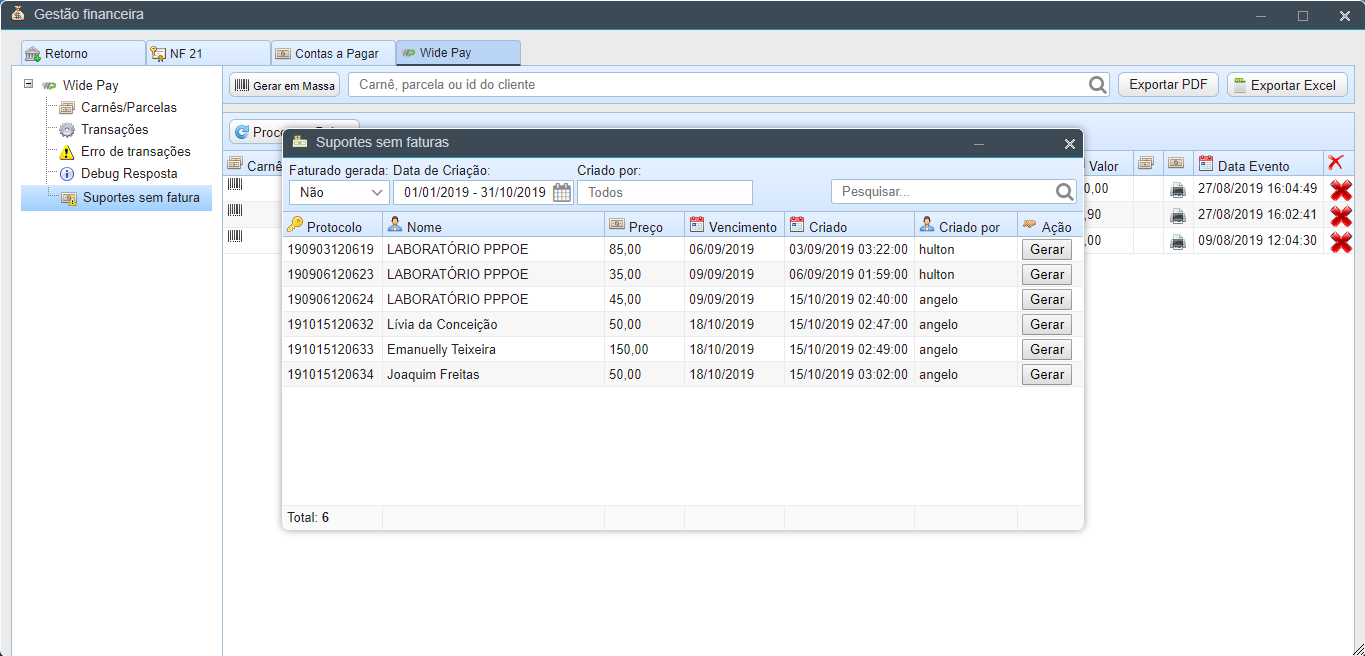 Gestão financeira
Retorno NF 21 Contas a Pagar Wide Pay
Wide Pay
Carnês/Parcelas
Transações
Erro de transações
Debug Resposta
Suportes sem fatura
Gerar em Massa Carnê, parcela ou id do cliente Exportar PDF Exportar Excel
Carnê Valor Data Evento
0,00 27/08/2019 16:04:49
,90 27/08/2019 16:02:41
,00 09/08/2019 12:04:30
Suportes sem faturas
Faturado gerada: Data de Criação: Criado por:
Não 01/01/2019 - 31/10/2019 Todos Pesquisar...
Protocolo Nome Preço Vencimento Criado Criado por Ação
190903120619 LABORATÓRIO PPPOE 85,00 06/09/2019 03/09/2019 03:22:00 hulton Gerar
190906120623 LABORATÓRIO PPPOE 35,00 09/09/2019 06/09/2019 01:59:00 hulton Gerar
190906120624 LABORATÓRIO PPPOE 45,00 09/09/2019 15/10/2019 02:40:00 angelo Gerar
191015120632 Lívia da Conceição 50,00 18/10/2019 15/10/2019 02:47:00 angelo Gerar
191015120633 Emanuelly Teixeira 150,00 18/10/2019 15/10/2019 02:49:00 angelo Gerar
191015120634 Joaquim Freitas 50,00 18/10/2019 15/10/2019 03:02:00 angelo Gerar
Total: 6